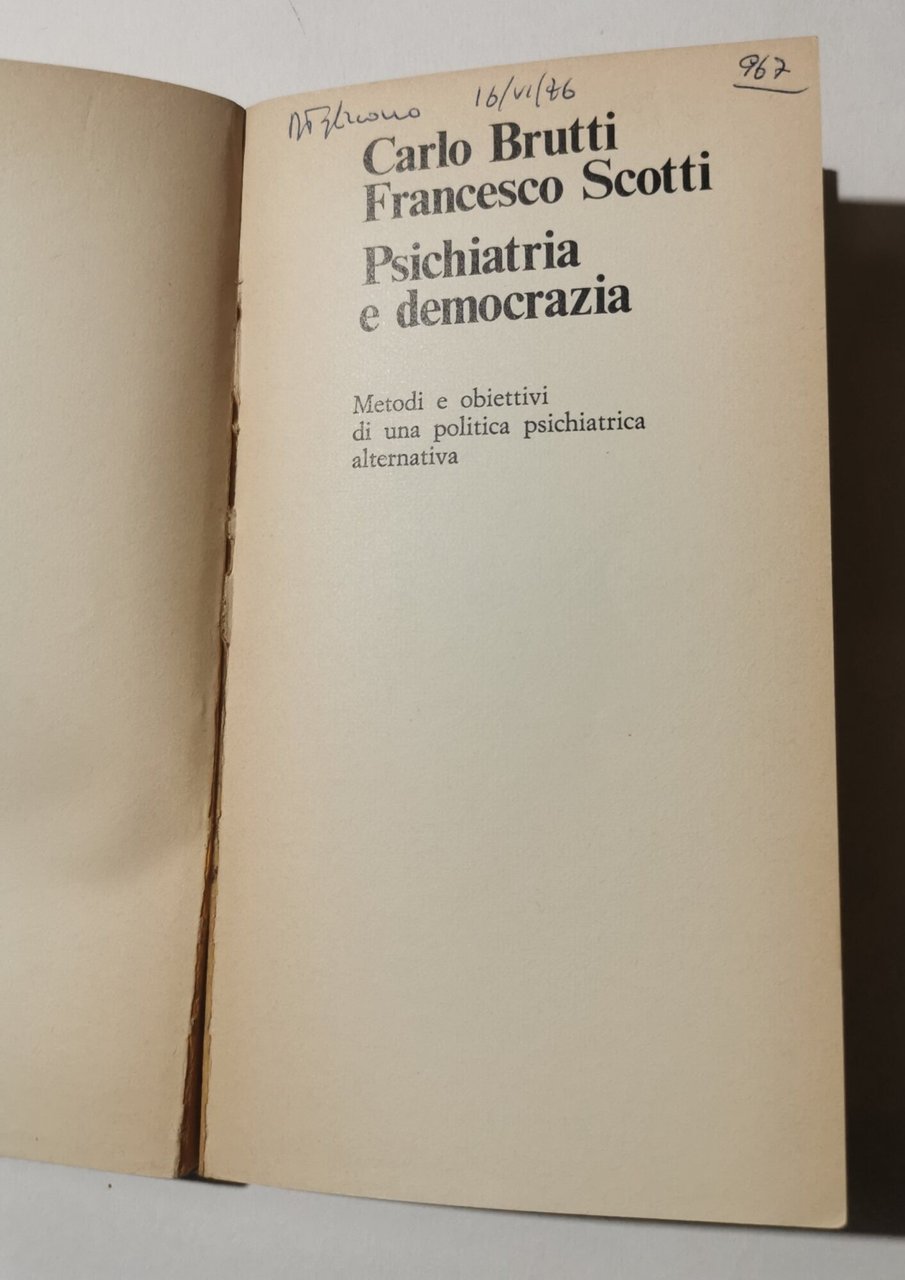 16/VI/76
967
Carlo Brutti
Francesco Scotti
Psichiatria
e democrazia
Metodi e obiettivi
di una politica psichiatrica
alternativa